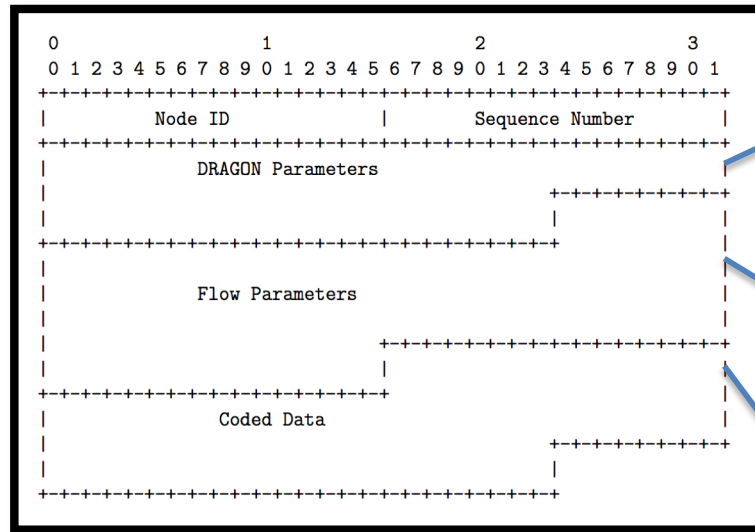 0 1 2 3
0 1 2 3 4 5 6 7 8 9 0 1 2 3 4 5 6 7 8 9 0 1 2 3 4 5 6 7 8 9 0 1
+-+-+-+-+-+-+-+-+-+-+-+-+-+-+-+-+-+-+-+-+-+-+-+-+-+-+-+-+-+-+-+-+
| Node ID | Sequence Number |
+-+-+-+-+-+-+-+-+-+-+-+-+-+-+-+-+-+-+-+-+-+-+-+-+-+-+-+-+-+-+-+-+
| DRAGON Parameters |
| +-+-+-+-+-+-+-+-+
| | |
+-+-+-+-+-+-+-+-+-+-+-+-+-+-+-+-+-+-+-+-+-+-+-+-+ |
| |
| Flow Parameters |
| |
| +-+-+-+-+-+-+-+-+-+-+-+-+-+-+-+-+
| | |
+-+-+-+-+-+-+-+-+-+-+-+-+-+-+-+-+ |
| Coded Data |
| +-+-+-+-+-+-+-+-+
| |
+-+-+-+-+-+-+-+-+-+-+-+-+-+-+-+-+-+-+-+-+-+-+-+-+